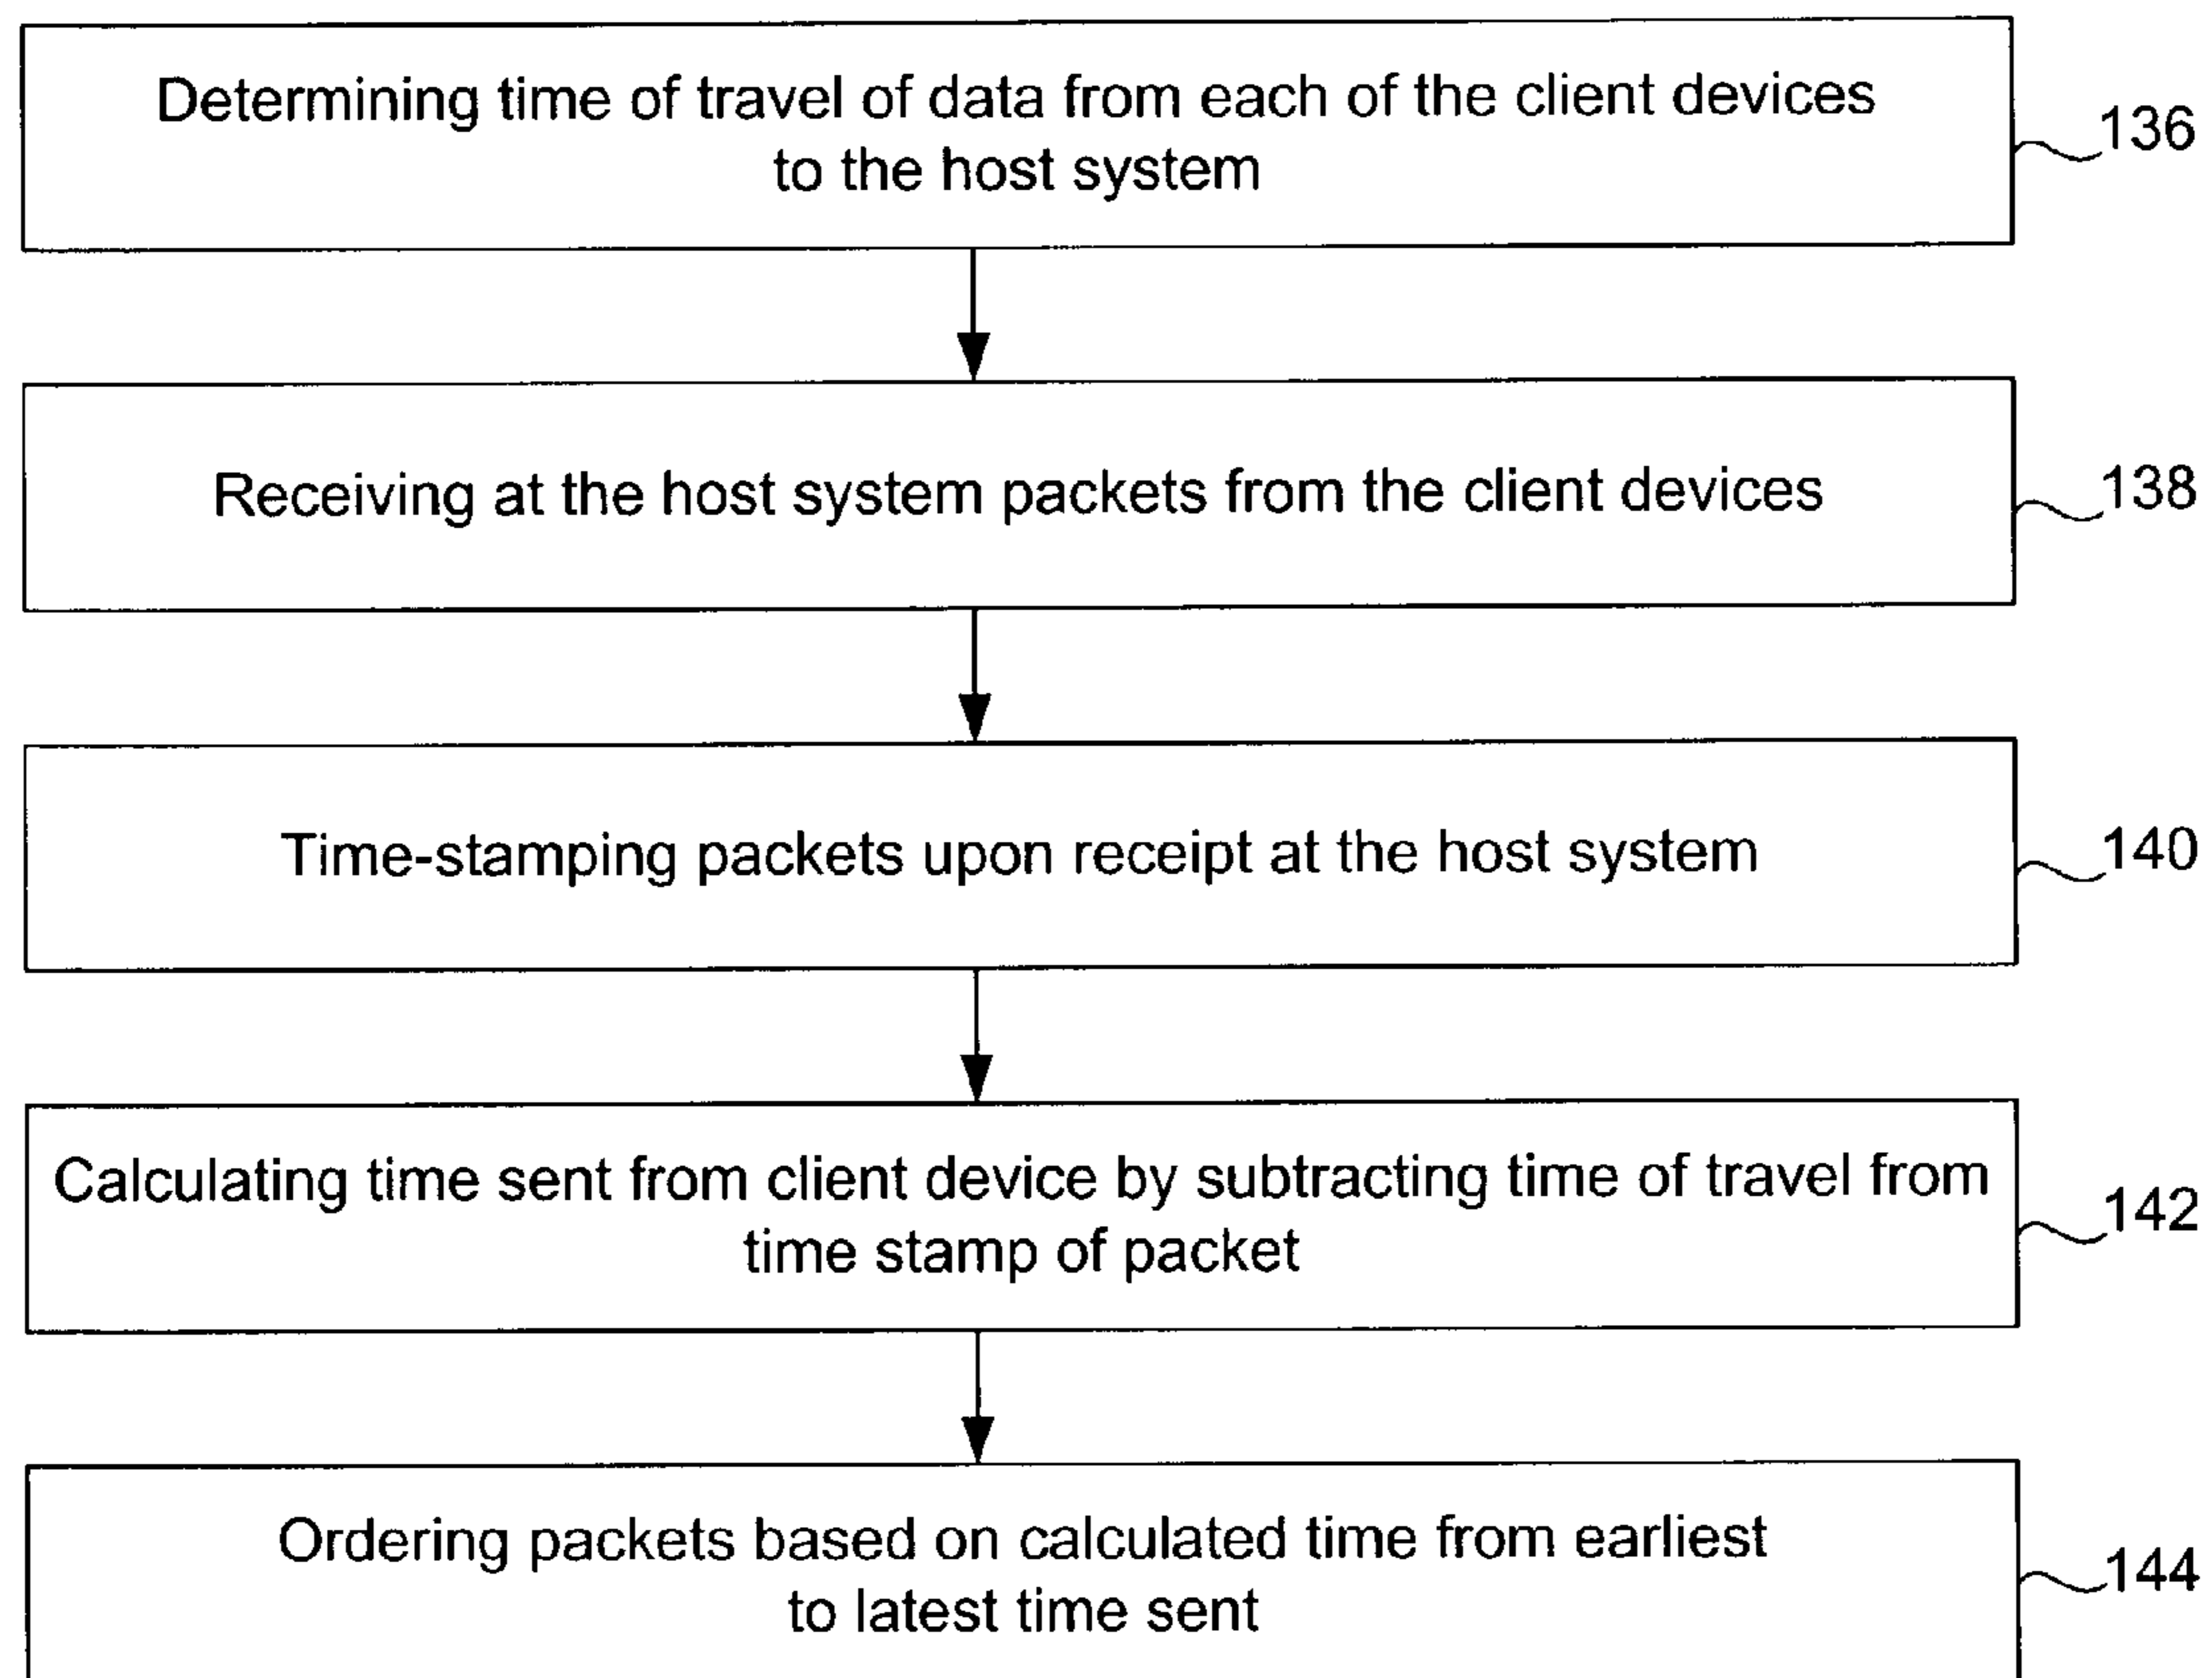 Determining time of travel of data from each of the client devices
to the host system
136
Receiving at the host system packets from the client devices
138
Time-stamping packets upon receipt at the host system
140
Calculating time sent from client device by subtracting time of travel from
time stamp of packet
142
Ordering packets based on calculated time from earliest
to latest time sent
144